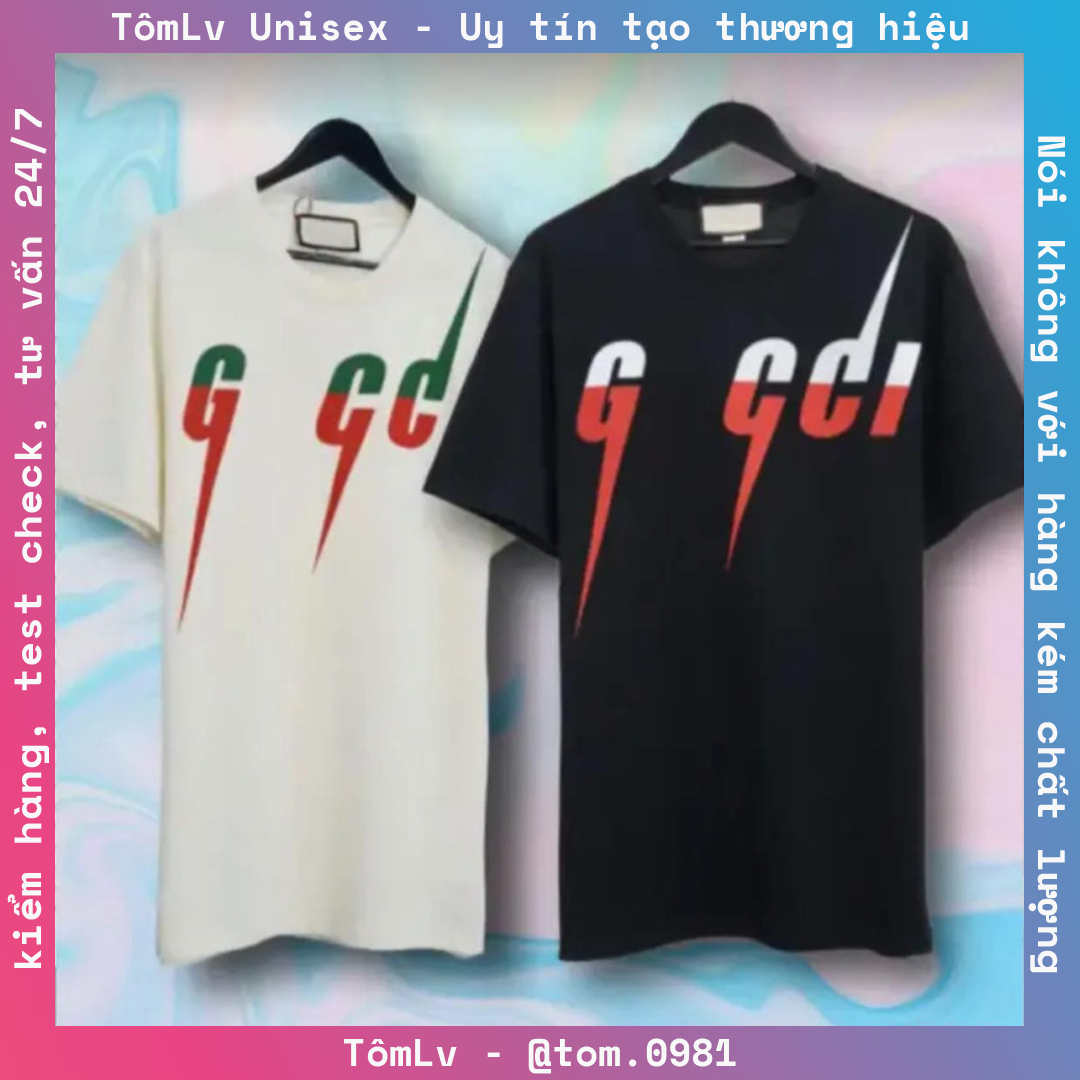 TômLv Unisex - Uy tín tạo thương hiệu
kiểm hàng, test check, tư vấn 24/7
Nói không với hàng kém chất lượng
G GC
G GCI
TômLv - @tom.0981